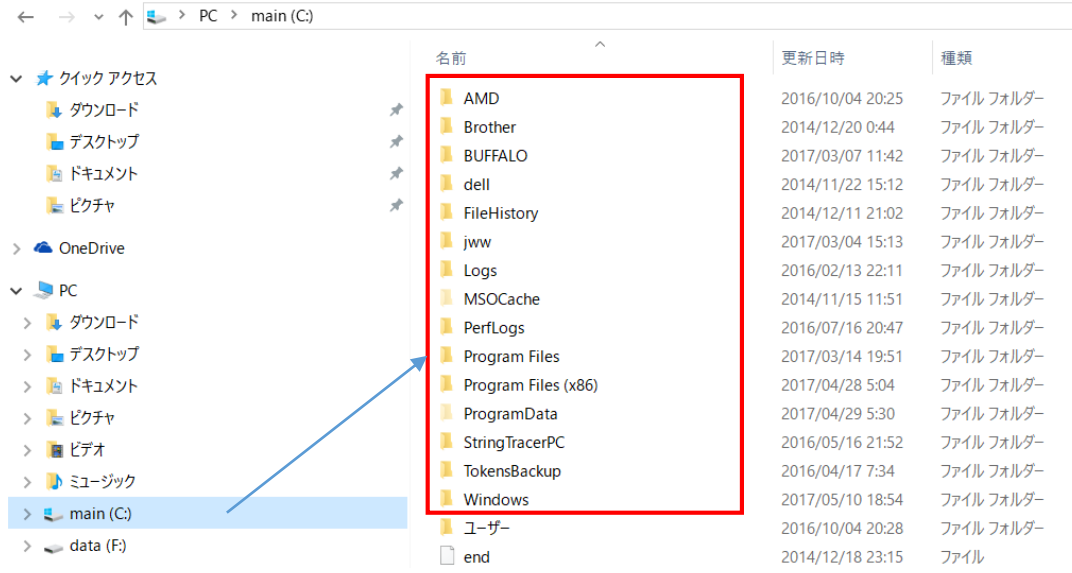 PC > main (C:)
クイック アクセス
ダウンロード
デスクトップ
ドキュメント
ピクチャ
OneDrive
PC
ダウンロード
デスクトップ
ドキュメント
ピクチャ
ビデオ
ミュージック
main (C:)
data (F:)
名前 更新日時 種類
AMD 2016/10/04 20:25 ファイル フォルダー
Brother 2014/12/20 0:44 ファイル フォルダー
BUFFALO 2017/03/07 11:42 ファイル フォルダー
dell 2014/11/22 15:12 ファイル フォルダー
FileHistory 2014/12/11 21:02 ファイル フォルダー
jww 2017/03/04 15:13 ファイル フォルダー
Logs 2016/02/13 22:11 ファイル フォルダー
MSOCache 2014/11/15 11:51 ファイル フォルダー
PerfLogs 2016/07/16 20:47 ファイル フォルダー
Program Files 2017/03/14 19:51 ファイル フォルダー
Program Files (x86) 2017/04/28 5:04 ファイル フォルダー
ProgramData 2017/04/29 5:30 ファイル フォルダー
StringTracerPC 2016/05/16 21:52 ファイル フォルダー
TokensBackup 2016/04/17 7:34 ファイル フォルダー
Windows 2017/05/10 18:54 ファイル フォルダー
ユーザー 2016/10/04 20:28 ファイル フォルダー
end 2014/12/18 23:15 ファイル